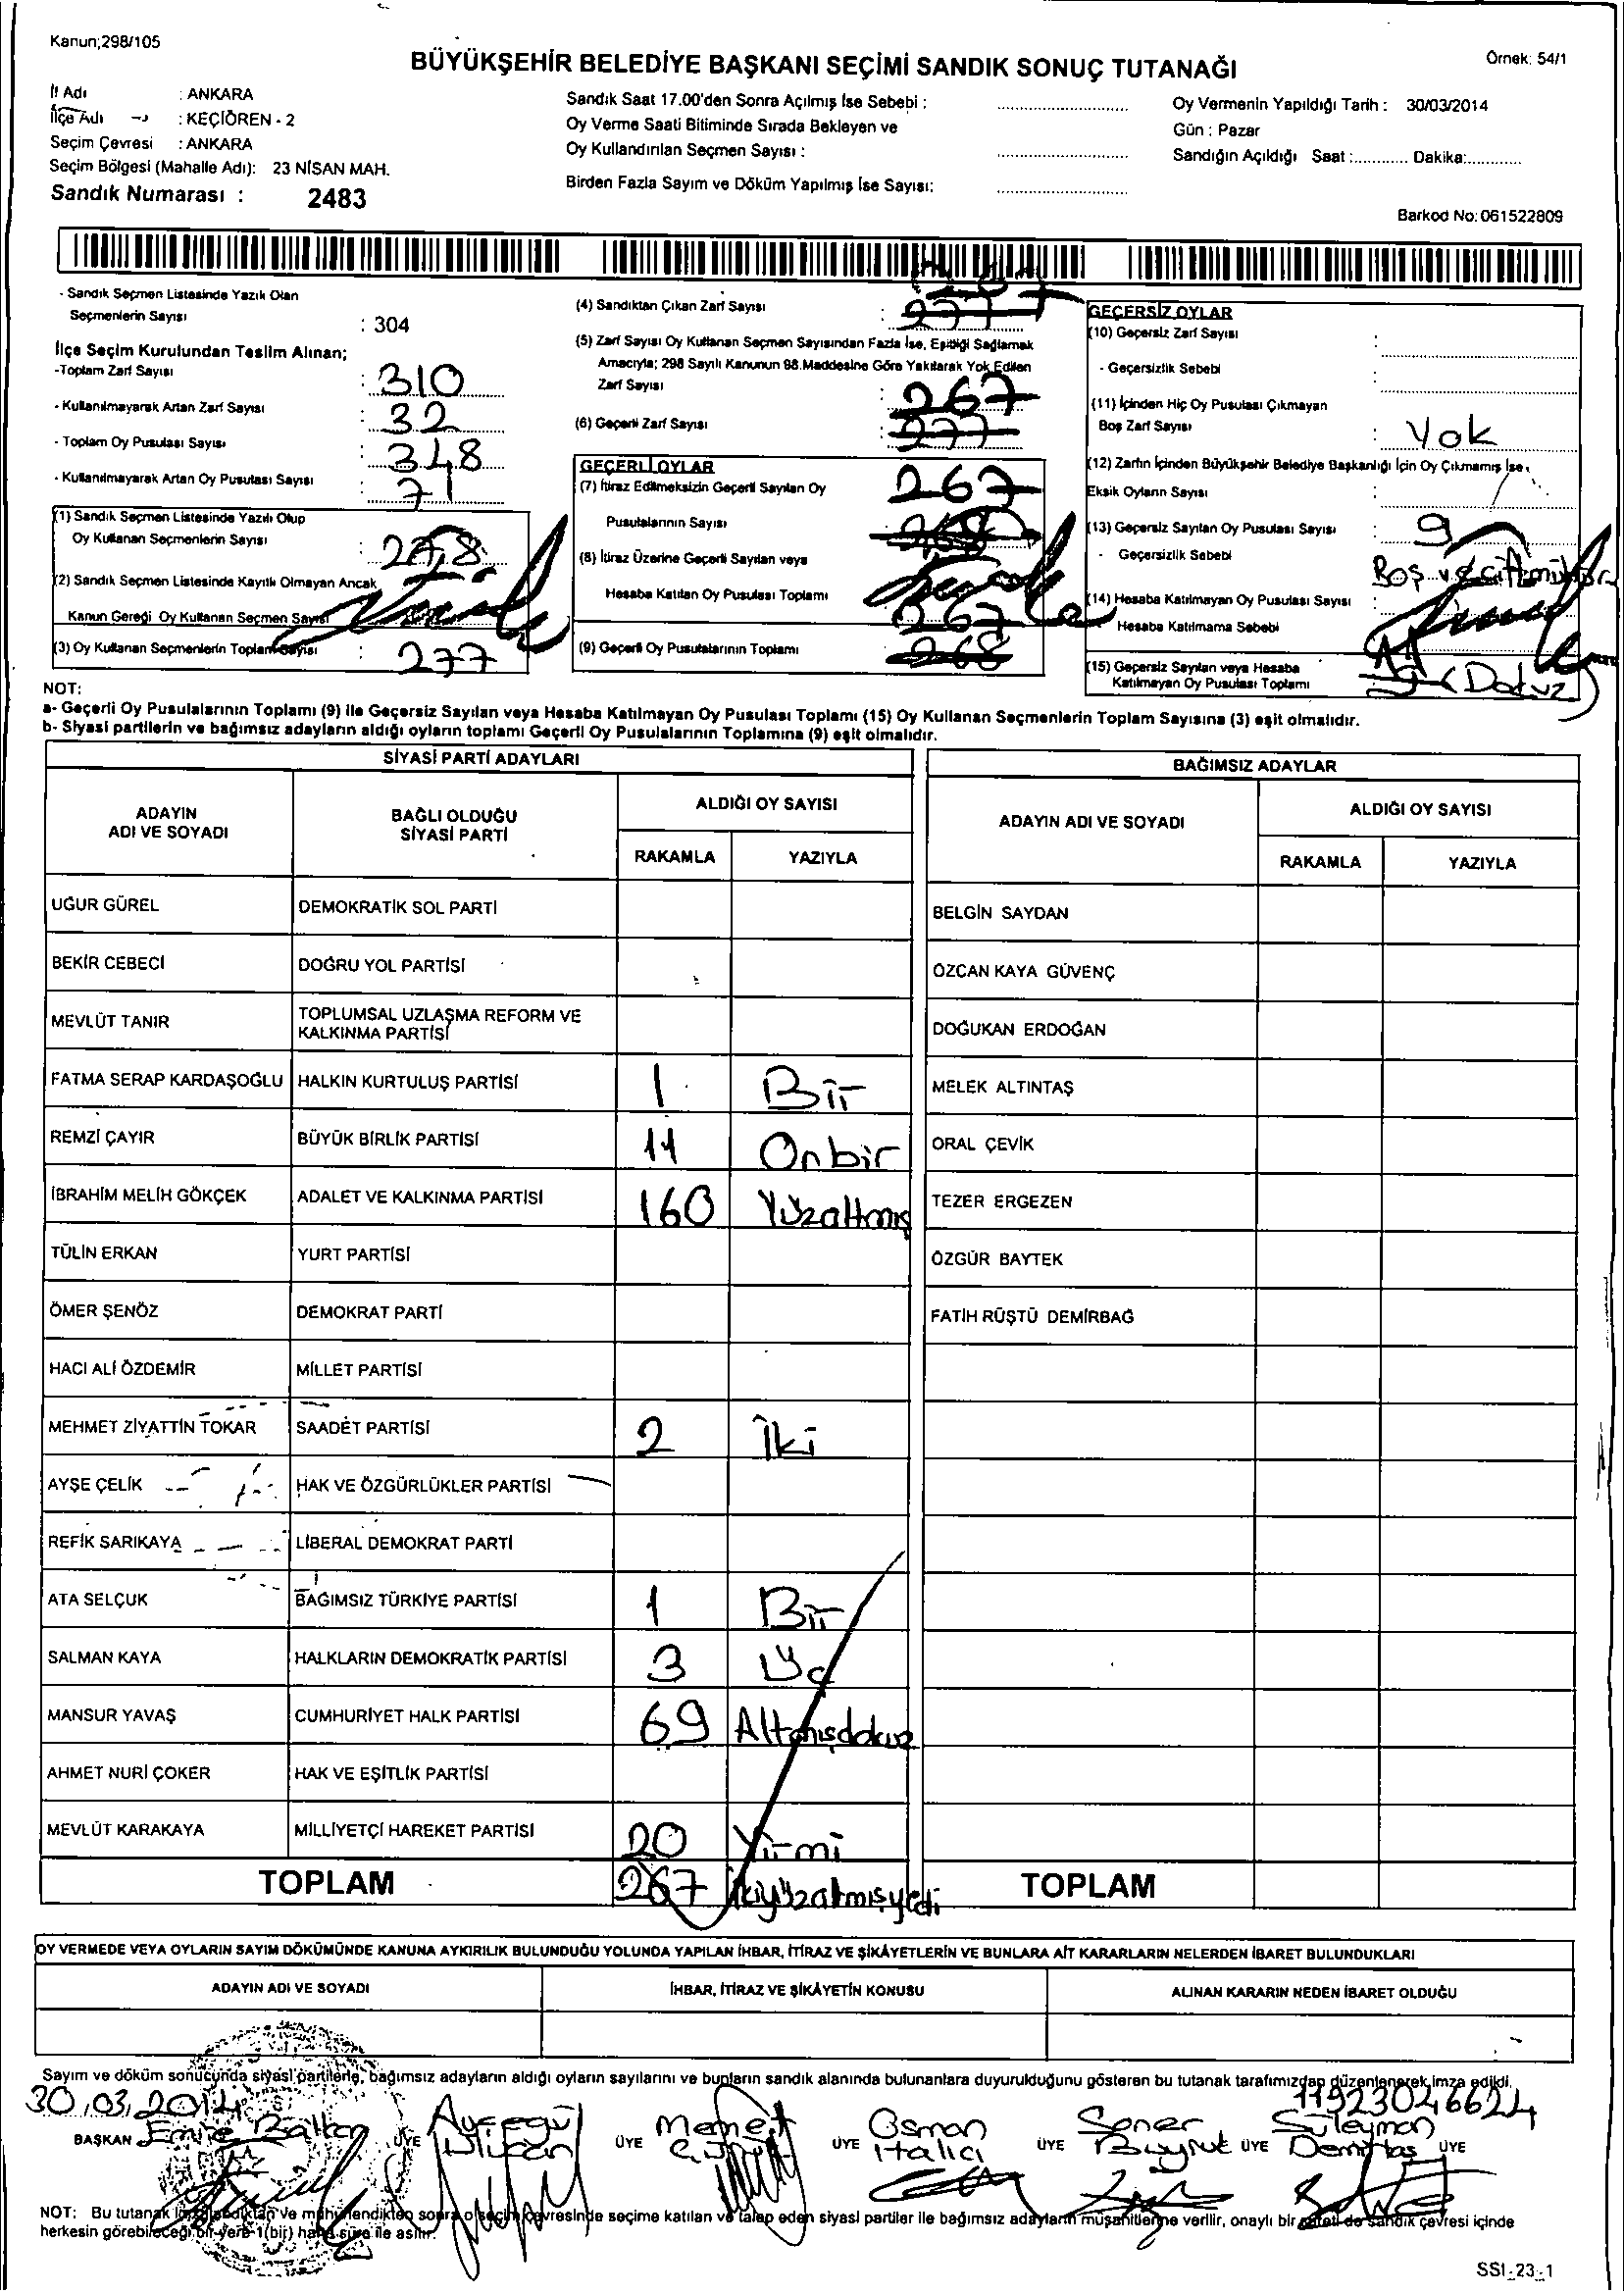 Kanun;298/105
BÜYÜKŞEHİR BELEDİYE BAŞKANI SEÇİMİ SANDIK SONUÇ TUTANAĞI
Örnek: 54/1
İl Adı : ANKARA
İlçe Adı : KEÇİÖREN - 2
Seçim Çevresi : ANKARA
Seçim Bölgesi (Mahalle Adı): 23 NİSAN MAH.
Sandık Numarası : 2483
Sandık Saat 17.00'den Sonra Açılmış İse Sebebi :
Oy Verme Saati Bitiminde Sırada Bekleyen ve
Oy Kullandırılan Seçmen Sayısı :
Birden Fazla Sayım ve Döküm Yapılmış İse Sayısı:
Oy Vermenin Yapıldığı Tarih : 30/03/2014
Gün : Pazar
Sandığın Açıldığı Saat :............ Dakika:............
Barkod No: 061522809
- Sandık Seçmen Listesinde Yazılı Olan
Seçmenlerin Sayısı : 304
İlçe Seçim Kurulundan Teslim Alınan;
-Toplam Zarf Sayısı : 310
- Kullanılmayarak Artan Zarf Sayısı : 32
- Toplam Oy Pusulası Sayısı : 348
- Kullanılmayarak Artan Oy Pusulası Sayısı : 71
(1) Sandık Seçmen Listesinde Yazılı Olup
Oy Kullanan Seçmenlerin Sayısı :
(2) Sandık Seçmen Listesinde Kayıtlı Olmayan Ancak
Kanun Gereği Oy Kullanan Seçmen Sayısı
(3) Oy Kullanan Seçmenlerin Toplam Sayısı : 277
(4) Sandıktan Çıkan Zarf Sayısı : 277
(5) Zarf Sayısı Oy Kullanan Seçmen Sayısından Fazla İse, Eşitliği Sağlamak
Amacıyla; 298 Sayılı Kanunun 98.Maddesine Göre Yakılarak Yok Edilen
Zarf Sayısı
267
(6) Geçerli Zarf Sayısı : 277
GEÇERLİ OYLAR
(7) İtiraz Edilmeksizin Geçerli Sayılan Oy
Pusulalarının Sayısı
267
268
(8) İtiraz Üzerine Geçerli Sayılan veya
Hesaba Katılan Oy Pusulası Toplamı
267
(9) Geçerli Oy Pusulalarının Toplamı : 268
GEÇERSİZ OYLAR
(10) Geçersiz Zarf Sayısı :
- Geçersizlik Sebebi :
(11) İçinden Hiç Oy Pusulası Çıkmayan
Boş Zarf Sayısı : Yok
(12) Zarfın İçinden Büyükşehir Belediye Başkanlığı İçin Oy Çıkmamış İse,
Eksik Oyların Sayısı :
(13) Geçersiz Sayılan Oy Pusulası Sayısı : 9
- Geçersizlik Sebebi Boş ve
(14) Hesaba Katılmayan Oy Pusulası Sayısı :
Hesaba Katılmama Sebebi
(15) Geçersiz Sayılan veya Hesaba
Katılmayan Oy Pusulası Toplamı 9 (Dokuz)
NOT:
a- Geçerli Oy Pusulalarının Toplamı (9) ile Geçersiz Sayılan veya Hesaba Katılmayan Oy Pusulası Toplamı (15) Oy Kullanan Seçmenlerin Toplam Sayısına (3) eşit olmalıdır.
b- Siyasi partilerin ve bağımsız adayların aldığı oyların toplamı Geçerli Oy Pusulalarının Toplamına (9) eşit olmalıdır.
SİYASİ PARTİ ADAYLARI
ADAYIN ADI VE SOYADI BAĞLI OLDUĞU SİYASİ PARTİ ALDIĞI OY SAYISI
RAKAMLA YAZIYLA
UĞUR GÜREL DEMOKRATİK SOL PARTİ
BEKİR CEBECİ DOĞRU YOL PARTİSİ
MEVLÜT TANIR TOPLUMSAL UZLAŞMA REFORM VE KALKINMA PARTİSİ
FATMA SERAP KARDAŞOĞLU HALKIN KURTULUŞ PARTİSİ 1 Bir
REMZİ ÇAYIR BÜYÜK BİRLİK PARTİSİ 11 Onbir
İBRAHİM MELİH GÖKÇEK ADALET VE KALKINMA PARTİSİ 160 Yüzaltmış
TÜLİN ERKAN YURT PARTİSİ
ÖMER ŞENÖZ DEMOKRAT PARTİ
HACI ALİ ÖZDEMİR MİLLET PARTİSİ
MEHMET ZİYATTİN TOKAR SAADET PARTİSİ 2 İki
AYŞE ÇELİK HAK VE ÖZGÜRLÜKLER PARTİSİ
REFİK SARIKAYA LİBERAL DEMOKRAT PARTİ
ATA SELÇUK BAĞIMSIZ TÜRKİYE PARTİSİ 1 Bir
SALMAN KAYA HALKLARIN DEMOKRATİK PARTİSİ 3 Üç
MANSUR YAVAŞ CUMHURİYET HALK PARTİSİ 69 Altmışdokuz
AHMET NURİ ÇOKER HAK VE EŞİTLİK PARTİSİ
MEVLÜT KARAKAYA MİLLİYETÇİ HAREKET PARTİSİ 20 Yirmi
TOPLAM 267 İkiyüzatmışyedi
BAĞIMSIZ ADAYLAR
ADAYIN ADI VE SOYADI ALDIĞI OY SAYISI
RAKAMLA YAZIYLA
BELGİN SAYDAN
ÖZCAN KAYA GÜVENÇ
DOĞUKAN ERDOĞAN
MELEK ALTINTAŞ
ORAL ÇEVİK
TEZER ERGEZEN
ÖZGÜR BAYTEK
FATİH RÜŞTÜ DEMİRBAĞ
TOPLAM
OY VERMEDE VEYA OYLARIN SAYIM DÖKÜMÜNDE KANUNA AYKIRILIK BULUNDUĞU YOLUNDA YAPILAN İHBAR, İTİRAZ VE ŞİKÂYETLERİN VE BUNLARA AİT KARARLARIN NELERDEN İBARET BULUNDUKLARI
ADAYIN ADI VE SOYADI İHBAR, İTİRAZ VE ŞİKÂYETİN KONUSU ALINAN KARARIN NEDEN İBARET OLDUĞU
Sayım ve döküm sonucunda siyasi partilerle, bağımsız adayların aldığı oyların sayılarını ve bunların sandık alanında bulunanlara duyurulduğunu gösteren bu tutanak tarafımızdan düzenlenerek imza edildi.
30.03.2014 11923046624
BAŞKAN Emre ÜYE Ayşegül ÜYE Memet ÜYE Osman Italıcı ÜYE Soner Buyruk ÜYE Süleyman Demirtaş ÜYE
NOT: Bu tutanak imzalandıktan ve mühürlendikten sonra o seçim çevresinde seçime katılan ve talep eden siyasi partiler ile bağımsız adayların müşahitlerine verilir, onaylı bir sureti de sandık çevresi içinde
herkesin görebileceği bir yere 1(bir) hafta süre ile asılır.
SSI_23_1